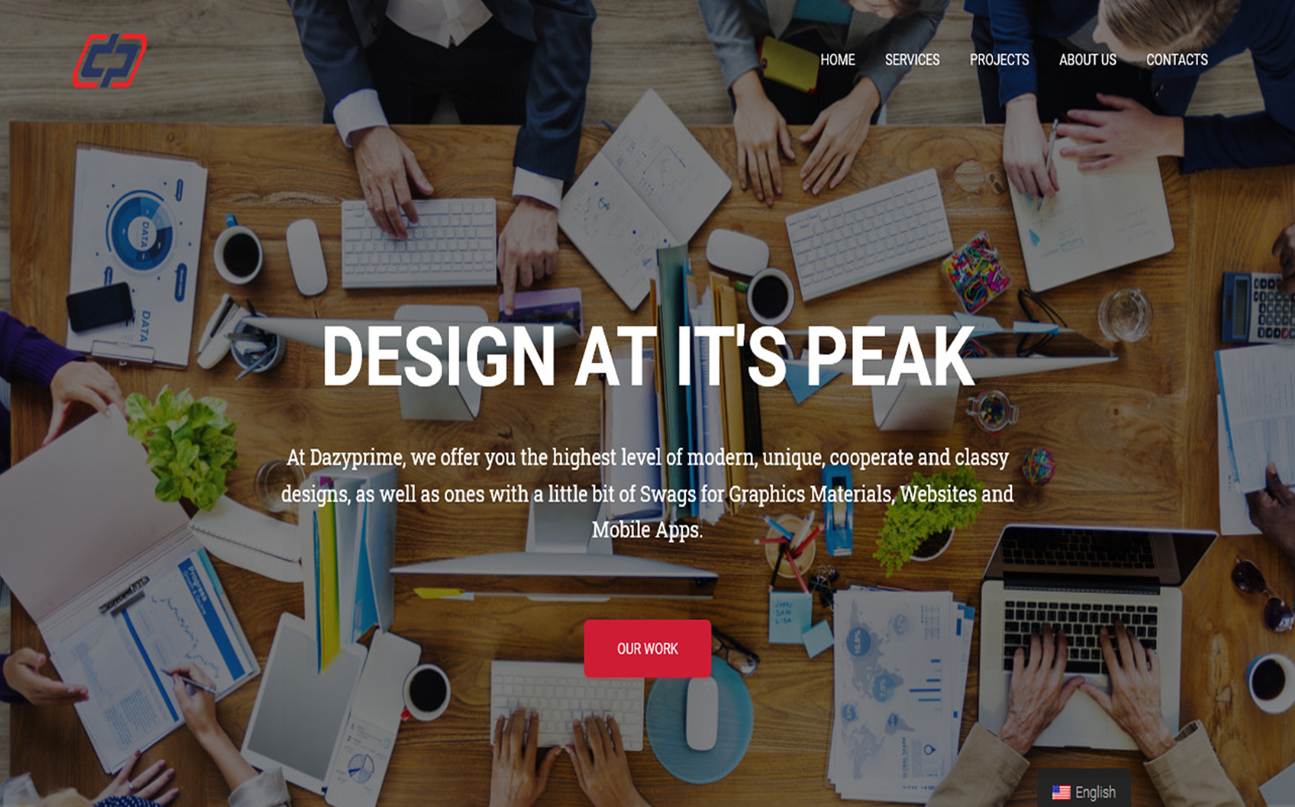 HOME SERVICES PROJECTS ABOUT US CONTACTS
DATA
DATA
DESIGN AT IT'S PEAK
At Dazyprime, we offer you the highest level of modern, unique, cooperate and classy
designs, as well as ones with a little bit of Swags for Graphics Materials, Websites and
Mobile Apps.
Progress
OUR WORK
English